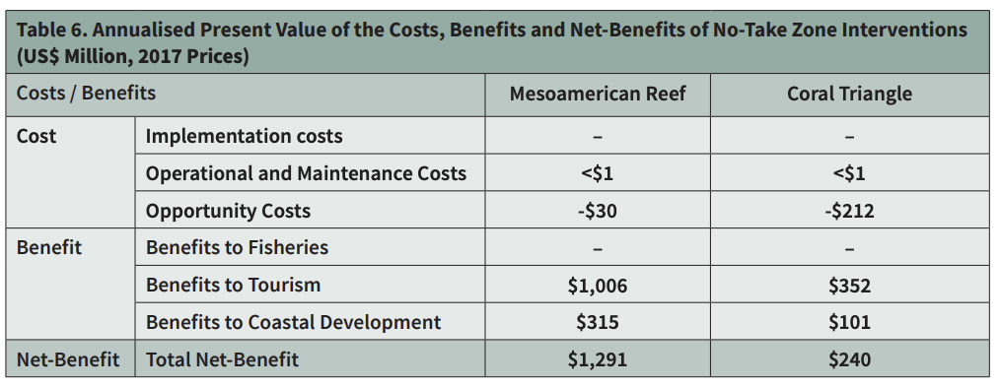 Table 6. Annualised Present Value of the Costs, Benefits and Net-Benefits of No-Take Zone Interventions
(US$ Million, 2017 Prices)
Costs / Benefits Mesoamerican Reef Coral Triangle
Cost Implementation costs – –
Operational and Maintenance Costs <$1 <$1
Opportunity Costs -$30 -$212
Benefit Benefits to Fisheries – –
Benefits to Tourism $1,006 $352
Benefits to Coastal Development $315 $101
Net-Benefit Total Net-Benefit $1,291 $240